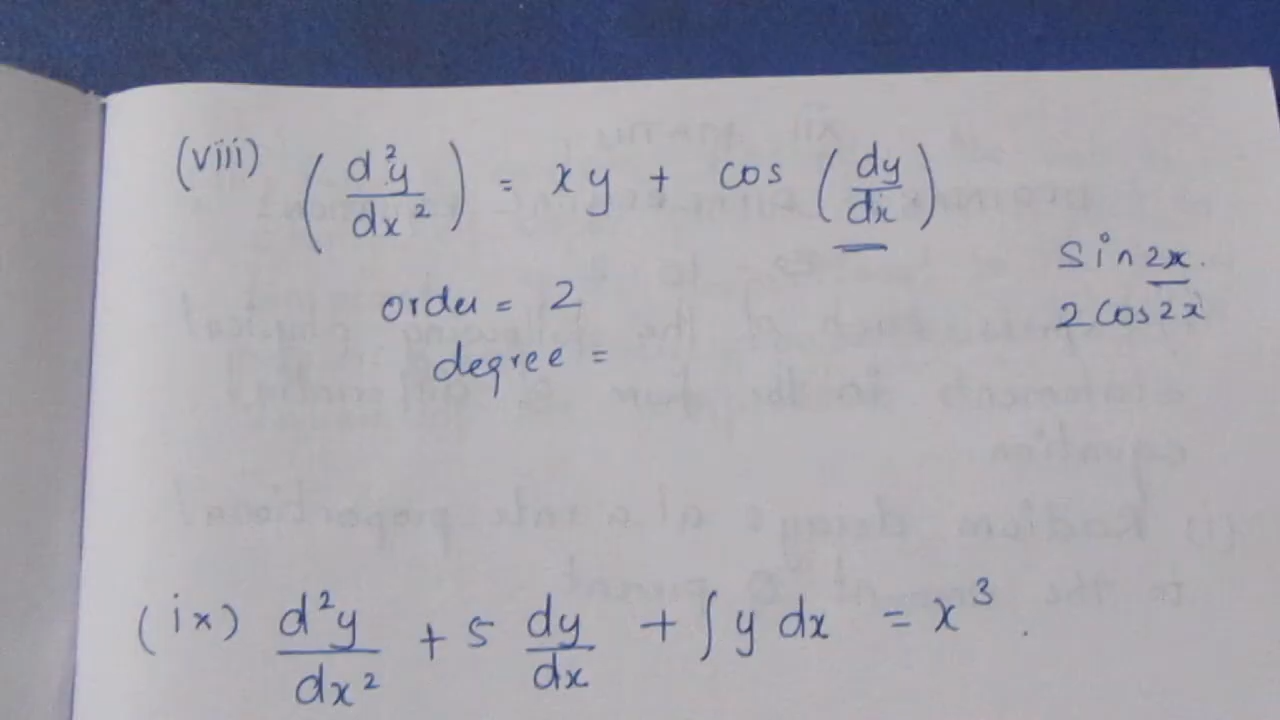 (viii) (d²y/dx²) = xy + cos (dy/dx)
sin 2x.
2 cos 2x
order = 2
degree =
(ix) d²y/dx² + 5 dy/dx + ∫ y dx = x³.